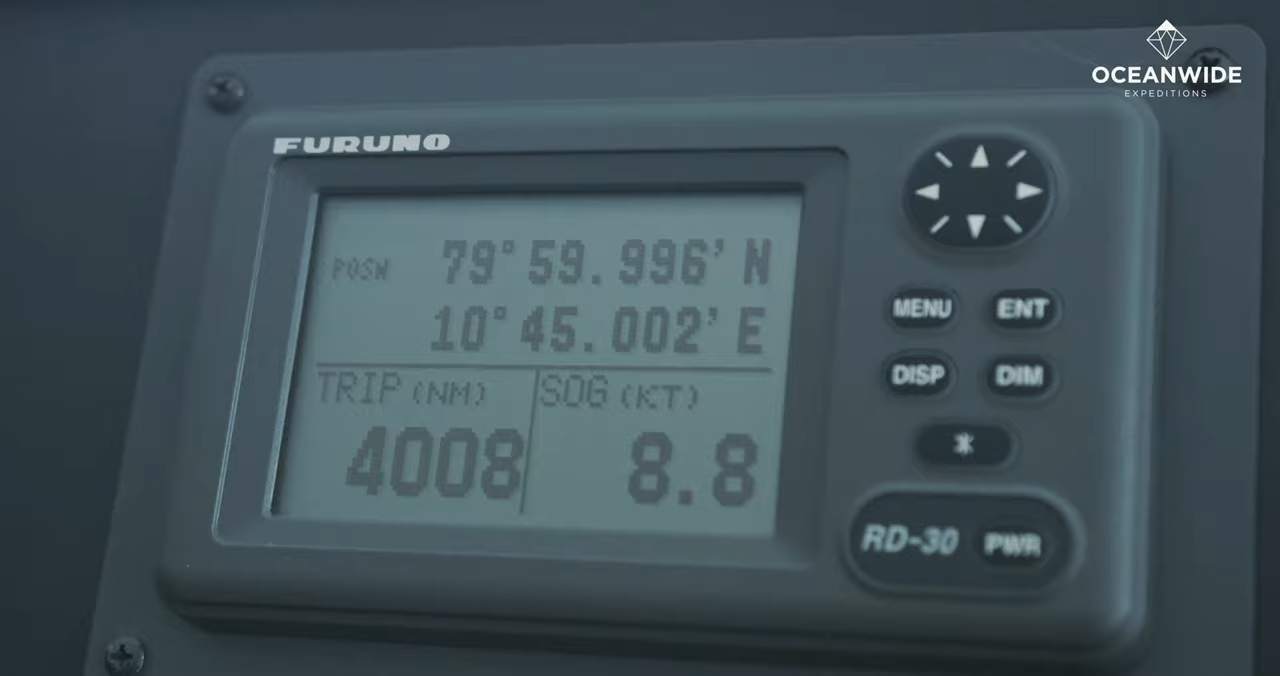 OCEANWIDE
EXPEDITIONS
FURUNO
POSW 79°59.996' N
10°45.002' E
TRIP (NM) SOG (KT)
4008 8.8
MENU ENT
DISP DIM
RD-30 PWR